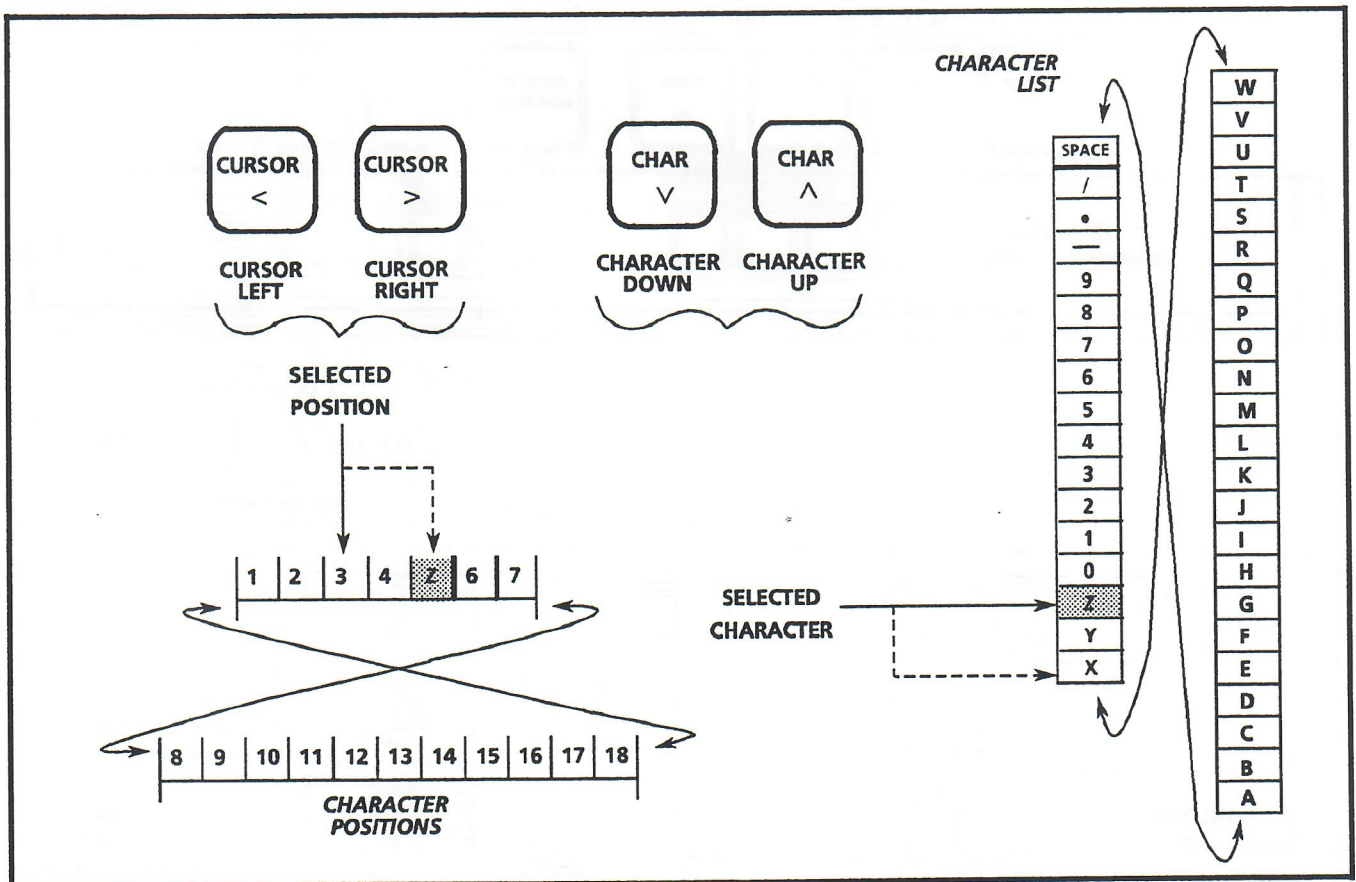 CHARACTER
LIST
CURSOR
<
CURSOR
>
CHAR
∨
CHAR
∧
CURSOR
LEFT
CURSOR
RIGHT
CHARACTER
DOWN
CHARACTER
UP
SELECTED
POSITION
1 2 3 4 Z 6 7
8 9 10 11 12 13 14 15 16 17 18
CHARACTER
POSITIONS
SELECTED
CHARACTER
SPACE
/
•
—
9
8
7
6
5
4
3
2
1
0
Z
Y
X
W
V
U
T
S
R
Q
P
O
N
M
L
K
J
I
H
G
F
E
D
C
B
A